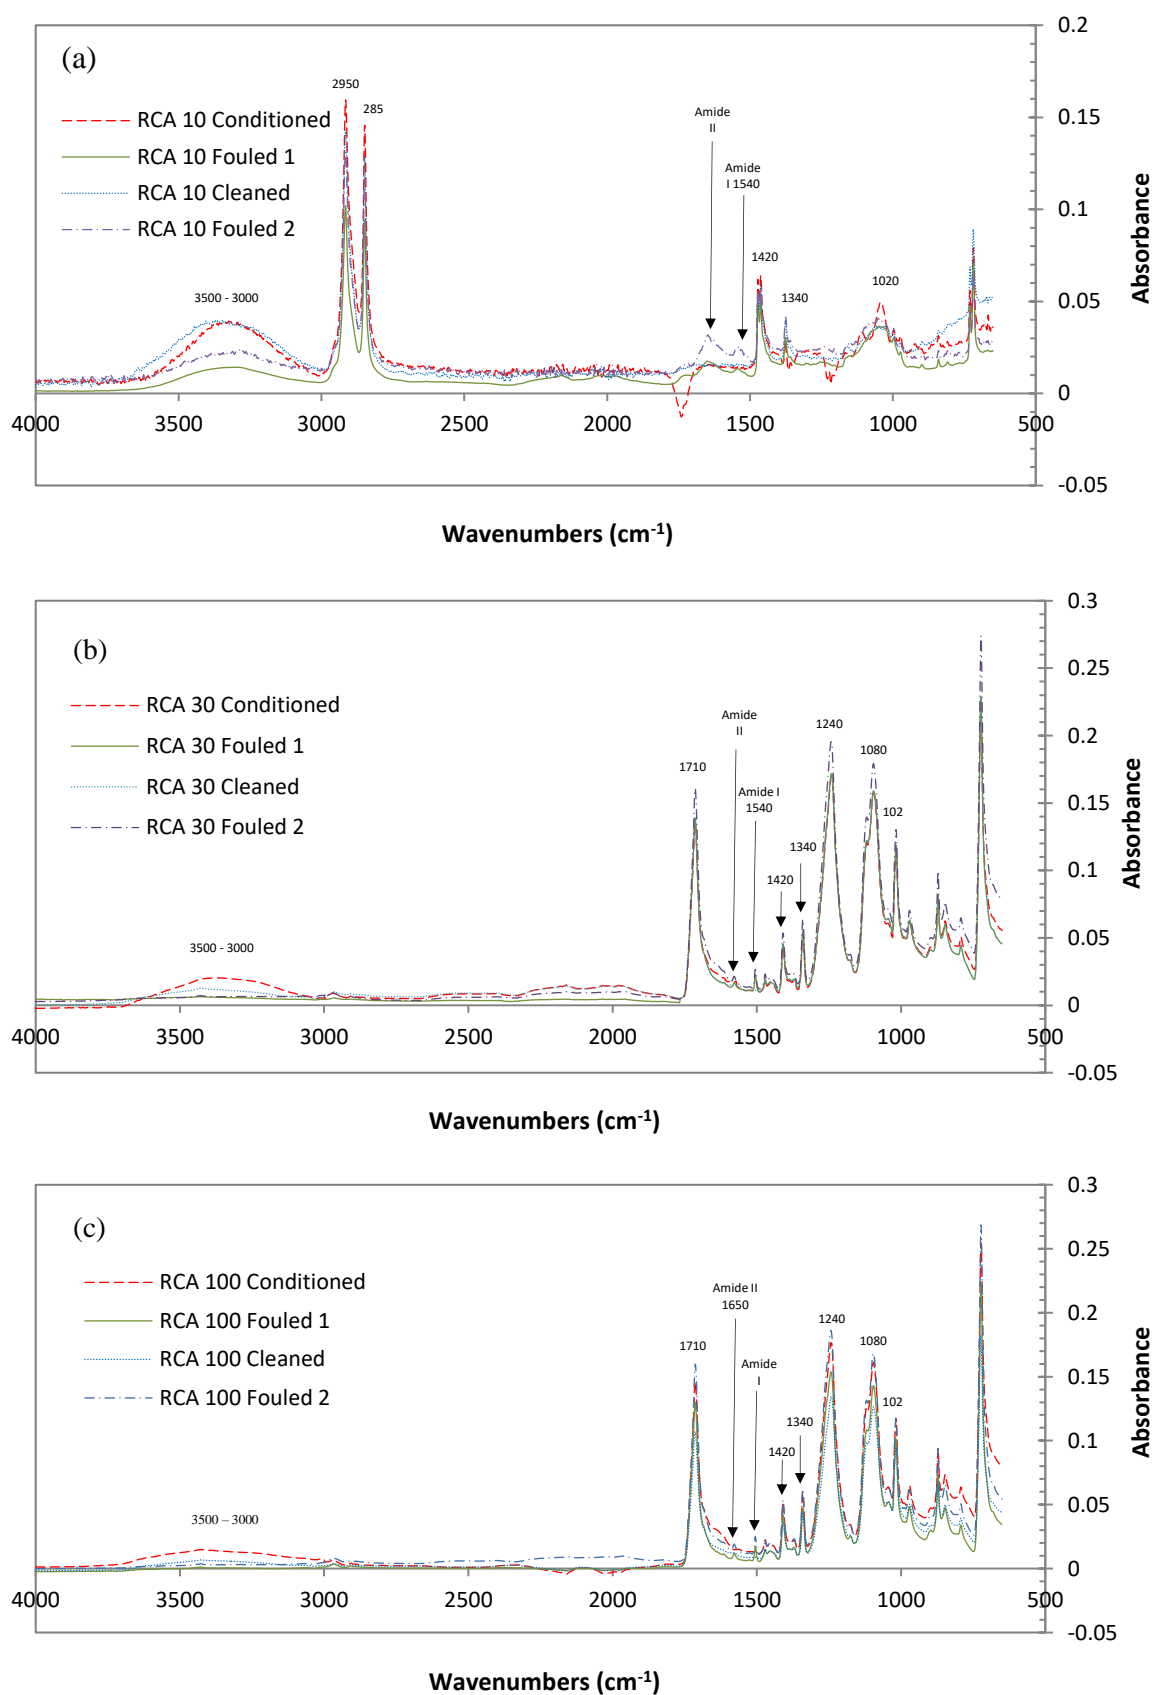 (a)
0.2
2950
285
RCA 10 Conditioned
RCA 10 Fouled 1
RCA 10 Cleaned
RCA 10 Fouled 2
Amide
II
Amide
I 1540
0.15
0.1
1420
1340
1020
3500 - 3000
0.05
0
-0.05
4000
3500
3000
2500
2000
1500
1000
500
Absorbance
Wavenumbers (cm-1)
(b)
0.3
RCA 30 Conditioned
RCA 30 Fouled 1
RCA 30 Cleaned
RCA 30 Fouled 2
0.25
Amide
II
1240
0.2
1710
Amide I
1540
1080
0.15
102
1340
0.1
1420
3500 - 3000
0.05
0
-0.05
4000
3500
3000
2500
2000
1500
1000
500
Absorbance
Wavenumbers (cm-1)
(c)
0.3
RCA 100 Conditioned
RCA 100 Fouled 1
RCA 100 Cleaned
RCA 100 Fouled 2
0.25
Amide II
1650
1240
0.2
1710
Amide
I
1080
0.15
102
1340
0.1
1420
3500 – 3000
0.05
0
-0.05
4000
3500
3000
2500
2000
1500
1000
500
Absorbance
Wavenumbers (cm-1)